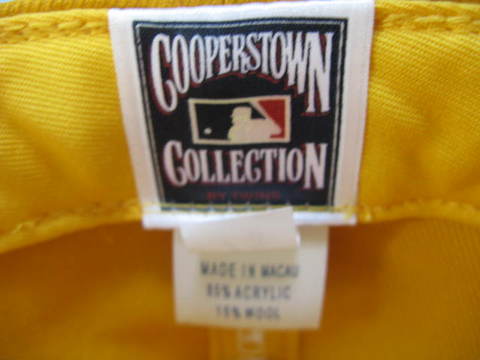 COOPERSTOWN
COLLECTION
MADE IN MACAU
85% ACRYLIC
15% WOOL